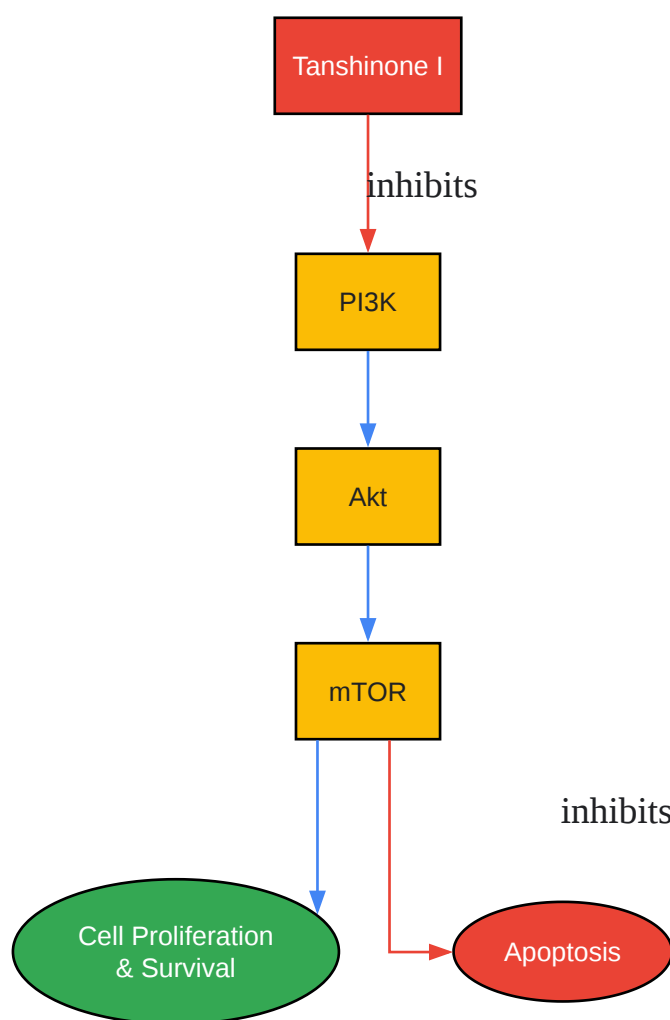 Tanshinone I
inhibits
PI3K
Akt
mTOR
inhibits
Cell Proliferation
& Survival
Apoptosis